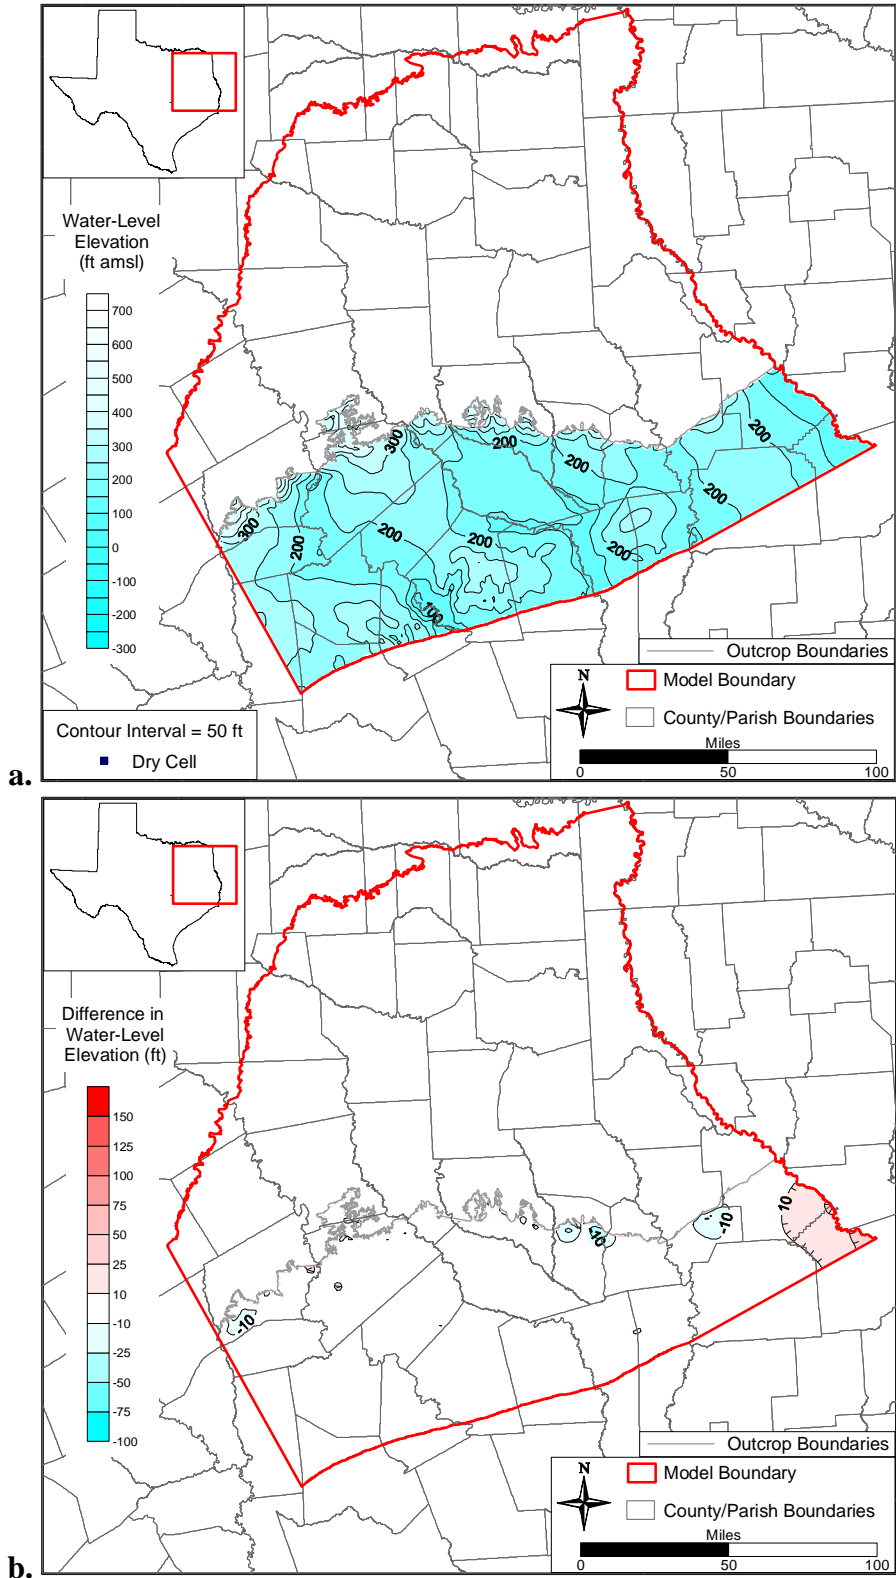 Water-Level
Elevation
(ft amsl)
700
600
500
400
300
200
100
0
-100
-200
-300
300
200
200
200
300
200
200
200
200
200
-100
Outcrop Boundaries
N
Model Boundary
County/Parish Boundaries
Miles
0 50 100
Contour Interval = 50 ft
Dry Cell
a.
Difference in
Water-Level
Elevation (ft)
150
125
100
75
50
25
10
-10
-25
-50
-75
-100
10
-10
-10
-10
Outcrop Boundaries
N
Model Boundary
County/Parish Boundaries
Miles
0 50 100
b.